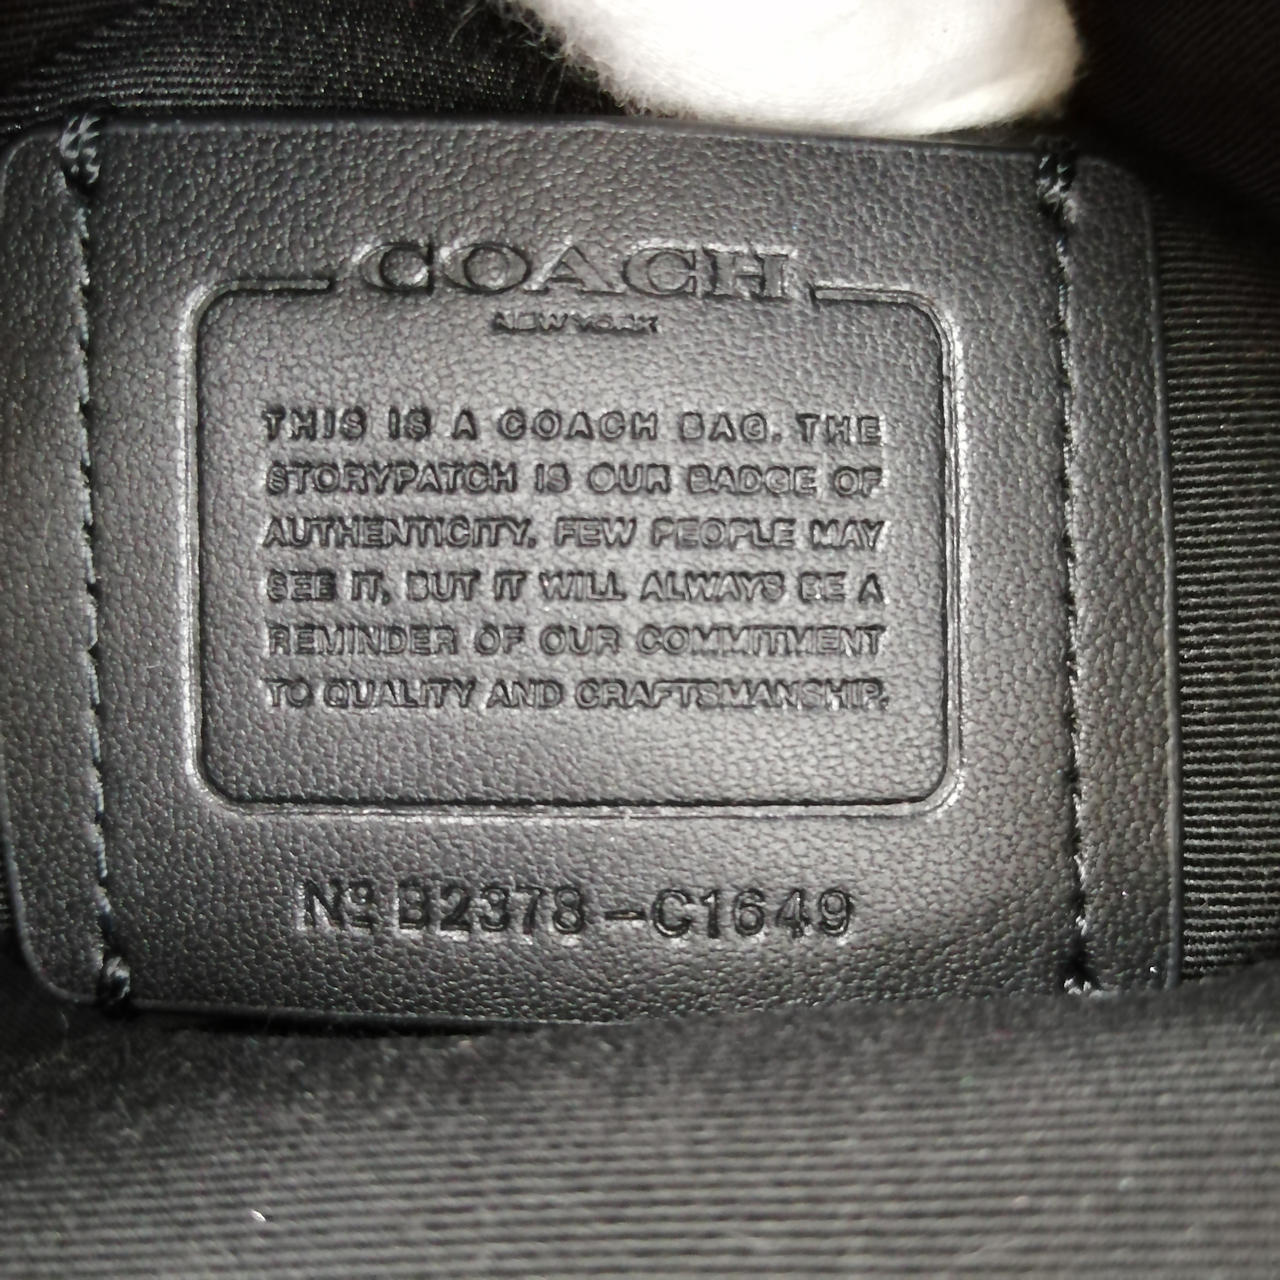 COACH
NEW YORK
THIS IS A COACH BAG. THE
STORYPATCH IS OUR BADGE OF
AUTHENTICITY. FEW PEOPLE MAY
SEE IT, BUT IT WILL ALWAYS BE A
REMINDER OF OUR COMMITMENT
TO QUALITY AND CRAFTSMANSHIP.
Nº B2378-C1649